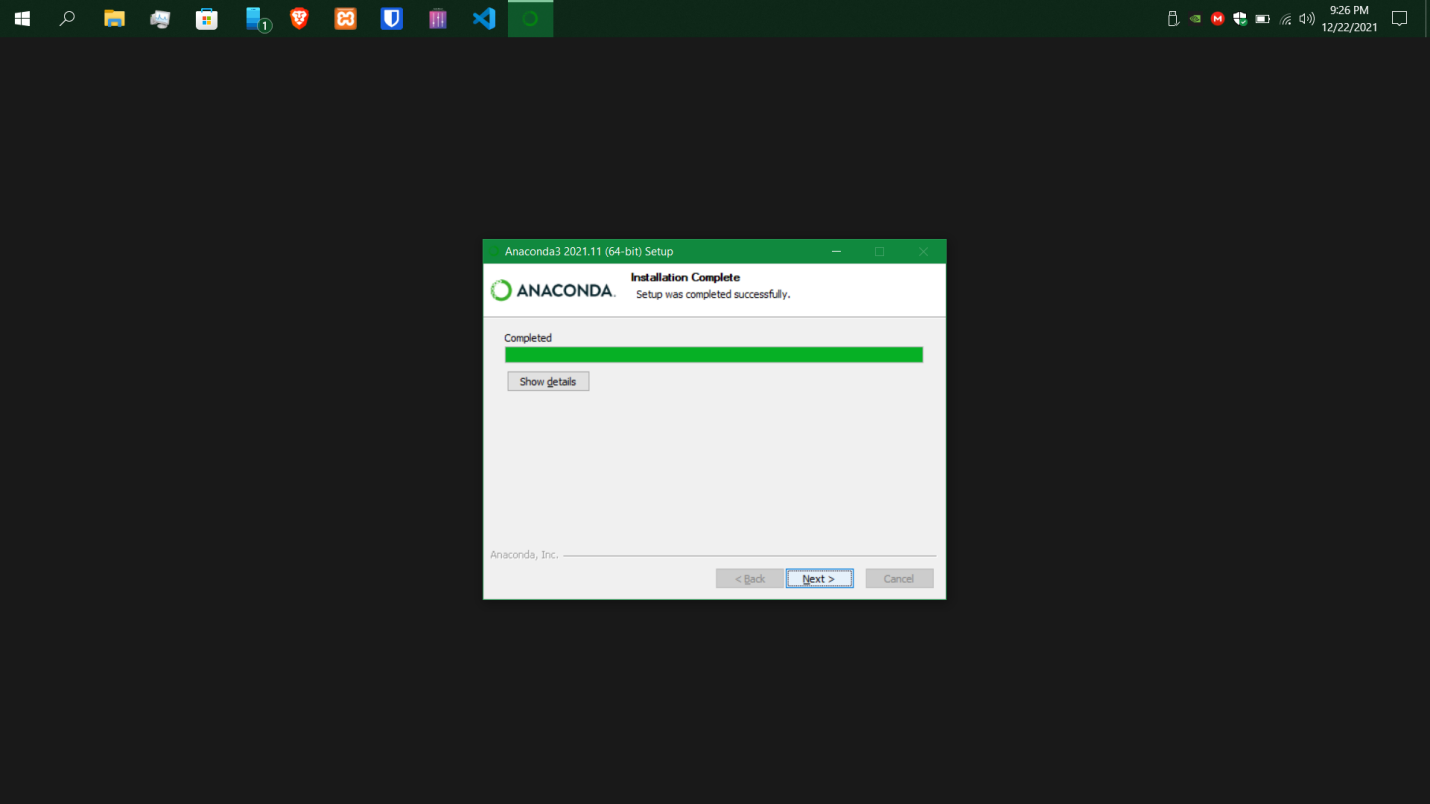 1
9:26 PM
12/22/2021
Anaconda3 2021.11 (64-bit) Setup
ANACONDA.
Installation Complete
Setup was completed successfully.
Completed
Show details
Anaconda, Inc.
< Back
Next >
Cancel